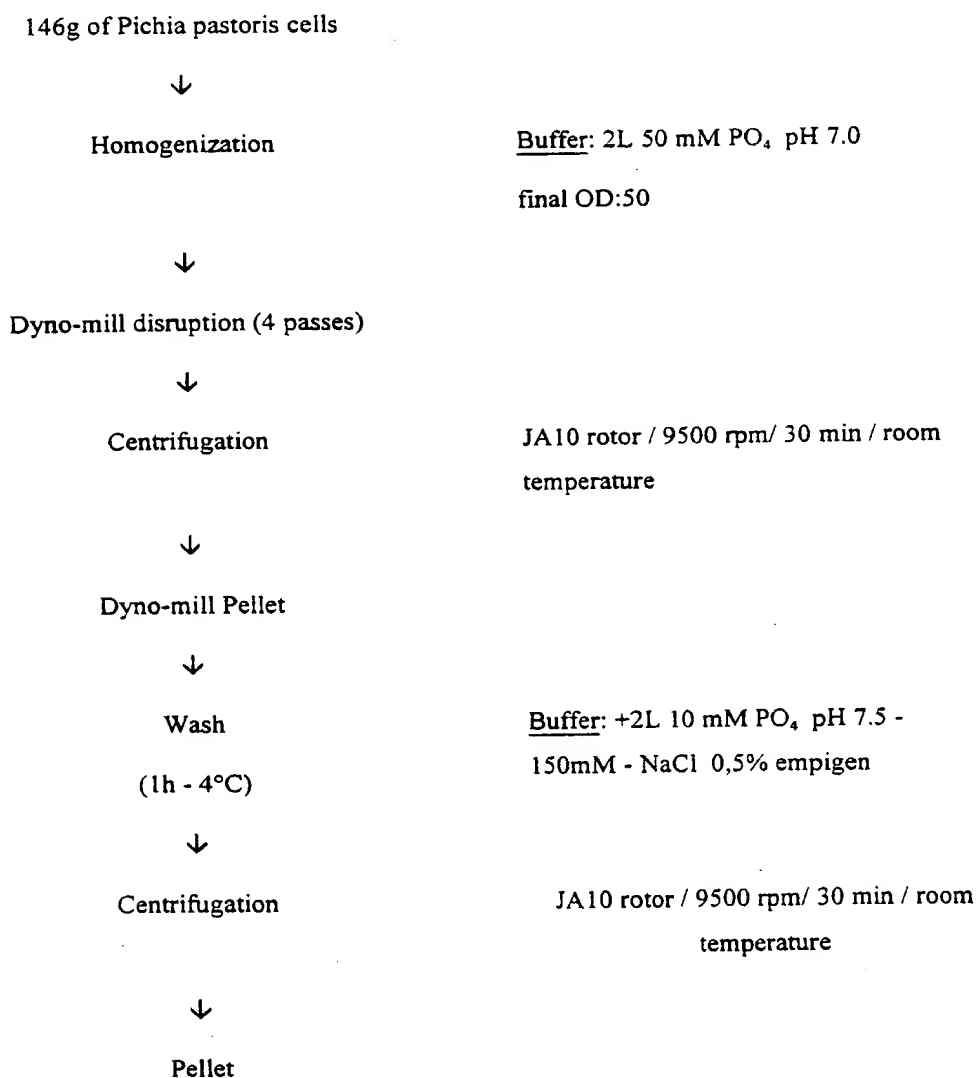 146g of Pichia pastoris cells
↓
Homogenization
Buffer: 2L 50 mM PO₄ pH 7.0
final OD:50
↓
Dyno-mill disruption (4 passes)
↓
Centrifugation
JA10 rotor / 9500 rpm/ 30 min / room
temperature
↓
Dyno-mill Pellet
↓
Wash
(1h - 4°C)
Buffer: +2L 10 mM PO₄ pH 7.5 -
150mM - NaCl 0,5% empigen
↓
Centrifugation
JA10 rotor / 9500 rpm/ 30 min / room
temperature
↓
Pellet